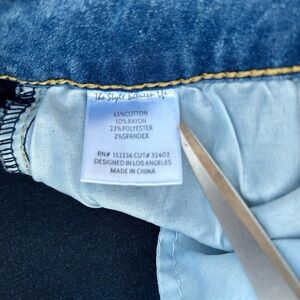 The Style Between Us
65%COTTON
10%RAYON
23%POLYESTER
2%SPANDEX
RN# 152236 CUT# 32402
DESIGNED IN LOS ANGELES
MADE IN CHINA